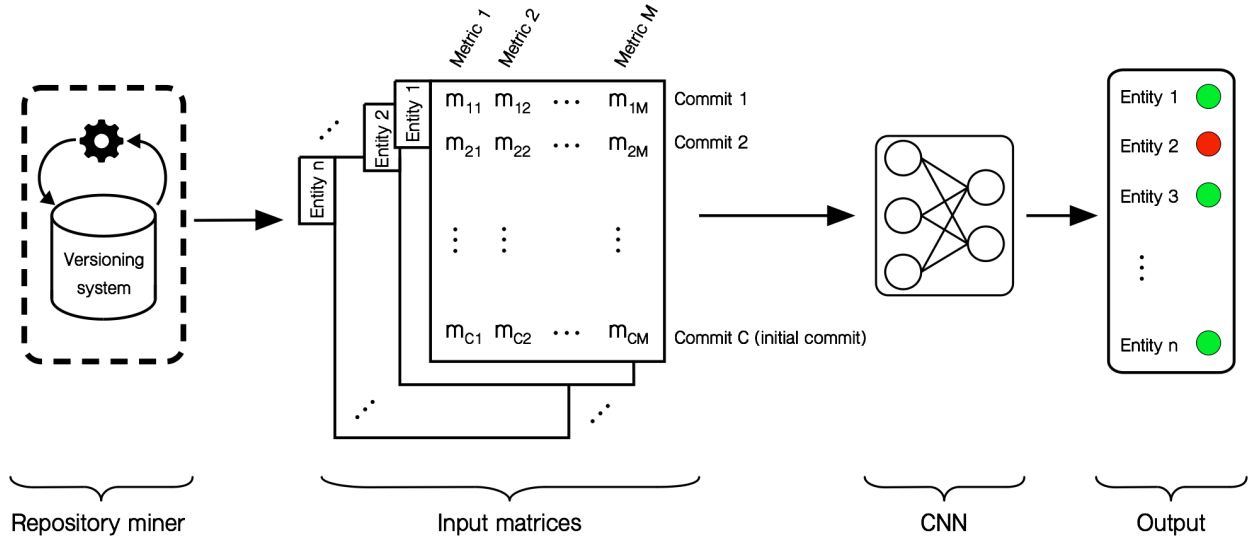 Metric 1 Metric 2 Metric M
Versioning
system
Entity n
Entity 2
Entity 1
m11 m12 ... m1M Commit 1
m21 m22 ... m2M Commit 2
mC1 mC2 ... mCM Commit C (initial commit)
Entity 1
Entity 2
Entity 3
Entity n
Repository miner
Input matrices
CNN
Output